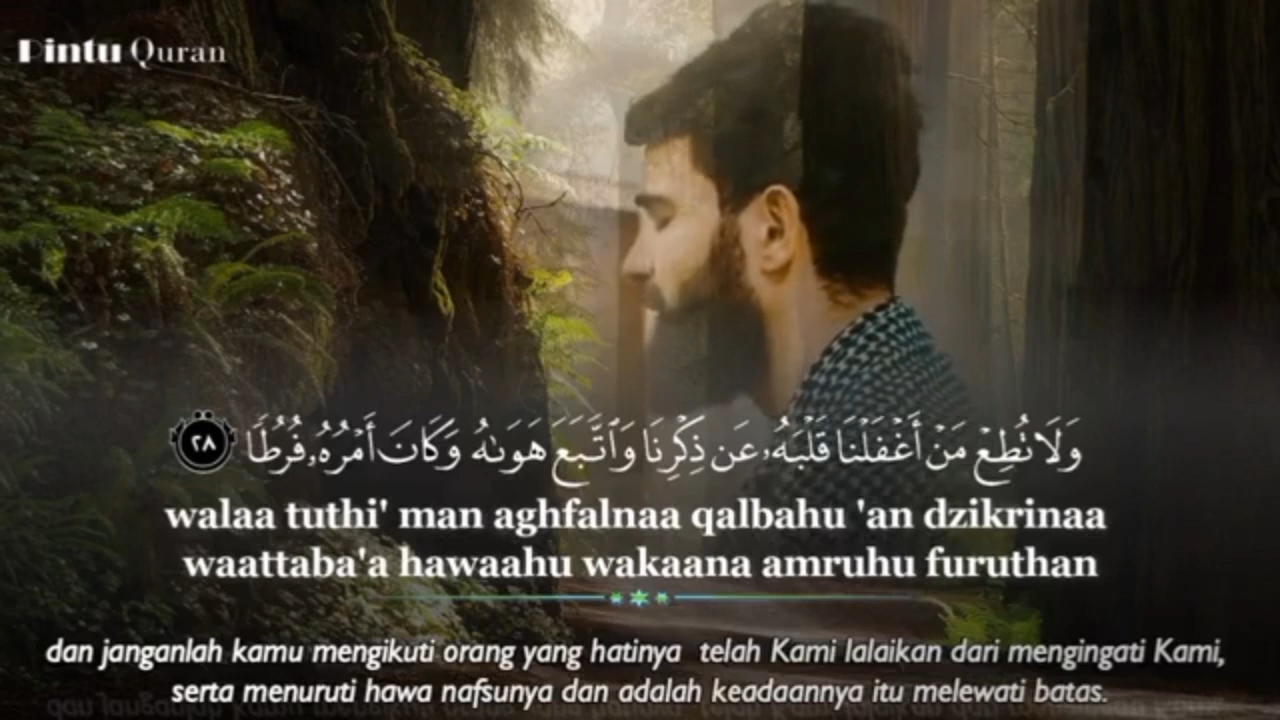 Pintu Quran
وَلَا تُطِعْ مَنْ أَغْفَلْنَا قَلْبَهُۥ عَن ذِكْرِنَا وَٱتَّبَعَ هَوَىٰهُ وَكَانَ أَمْرُهُۥ فُرُطًا ٢٨
walaa tuthi' man aghfalnaa qalbahu 'an dzikrinaa
waattaba'a hawaahu wakaana amruhu furuthan
dan janganlah kamu mengikuti orang yang hatinya telah Kami lalaikan dari mengingati Kami,
serta menuruti hawa nafsunya dan adalah keadaannya itu melewati batas.